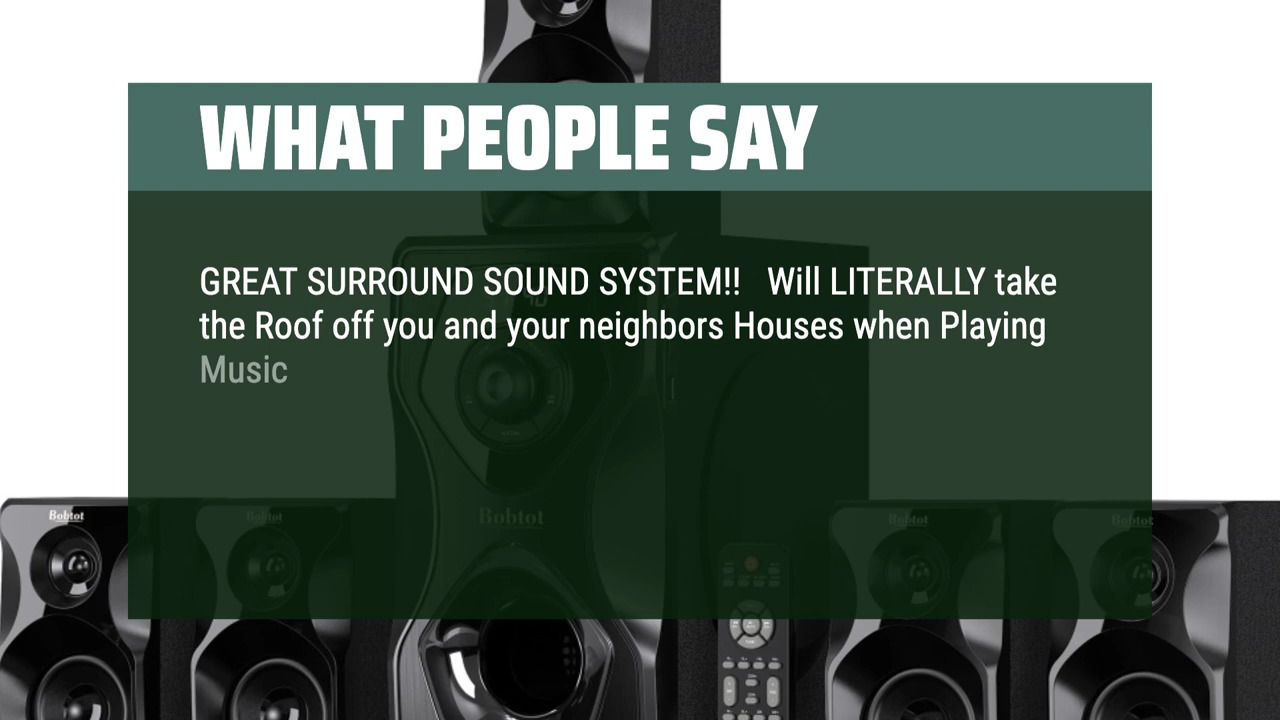 WHAT PEOPLE SAY
GREAT SURROUND SOUND SYSTEM!!   Will LITERALLY take
the Roof off you and your neighbors Houses when Playing
Music
Bobtot
Bobtot
Bobtot
Bobtot
Bobtot